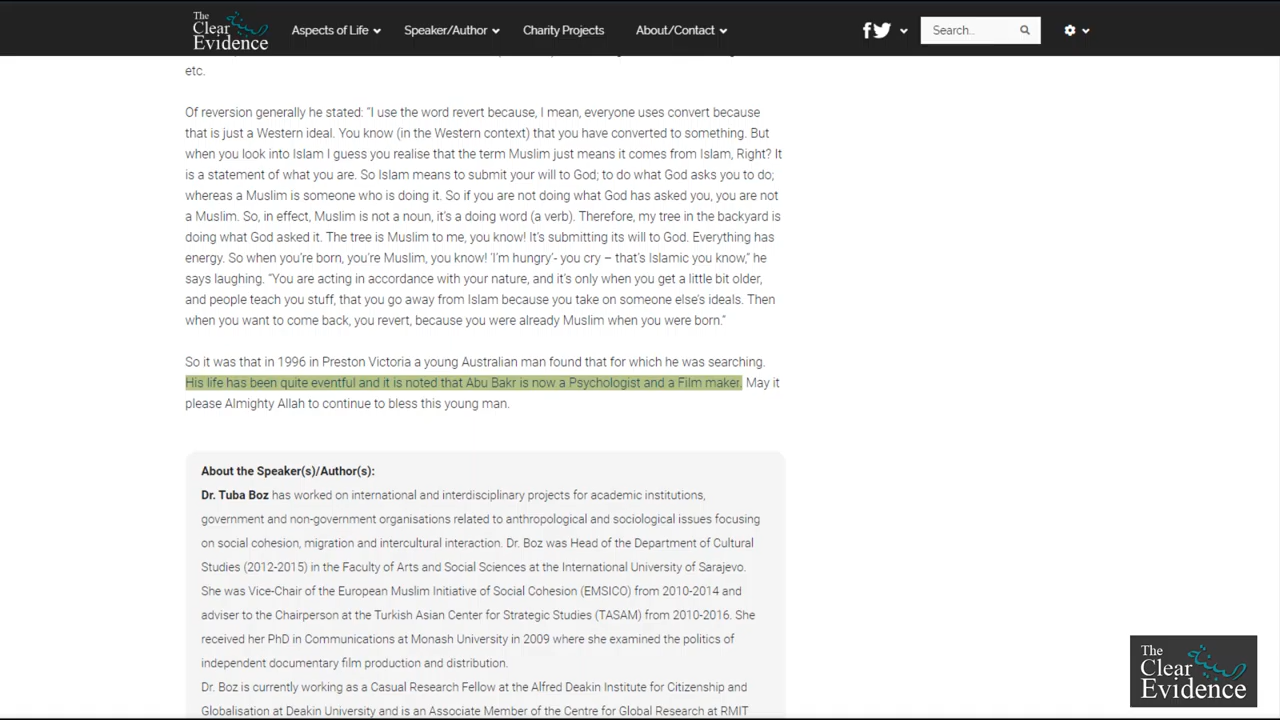 The
Clear
Evidence
Aspects of Life
Speaker/Author
Charity Projects
About/Contact
Search...
etc.
Of reversion generally he stated: “I use the word revert because, I mean, everyone uses convert because
that is just a Western ideal. You know (in the Western context) that you have converted to something. But
when you look into Islam I guess you realise that the term Muslim just means it comes from Islam, Right? It
is a statement of what you are. So Islam means to submit your will to God; to do what God asks you to do;
whereas a Muslim is someone who is doing it. So if you are not doing what God has asked you, you are not
a Muslim. So, in effect, Muslim is not a noun, it’s a doing word (a verb). Therefore, my tree in the backyard is
doing what God asked it. The tree is Muslim to me, you know! It’s submitting its will to God. Everything has
energy. So when you’re born, you’re Muslim, you know! ‘I’m hungry’- you cry – that’s Islamic you know,” he
says laughing. “You are acting in accordance with your nature, and it’s only when you get a little bit older,
and people teach you stuff, that you go away from Islam because you take on someone else’s ideals. Then
when you want to come back, you revert, because you were already Muslim when you were born.”
So it was that in 1996 in Preston Victoria a young Australian man found that for which he was searching.
His life has been quite eventful and it is noted that Abu Bakr is now a Psychologist and a Film maker. May it
please Almighty Allah to continue to bless this young man.
About the Speaker(s)/Author(s):
Dr. Tuba Boz has worked on international and interdisciplinary projects for academic institutions,
government and non-government organisations related to anthropological and sociological issues focusing
on social cohesion, migration and intercultural interaction. Dr. Boz was Head of the Department of Cultural
Studies (2012-2015) in the Faculty of Arts and Social Sciences at the International University of Sarajevo.
She was Vice-Chair of the European Muslim Initiative of Social Cohesion (EMSICO) from 2010-2014 and
adviser to the Chairperson at the Turkish Asian Center for Strategic Studies (TASAM) from 2010-2016. She
received her PhD in Communications at Monash University in 2009 where she examined the politics of
independent documentary film production and distribution.
Dr. Boz is currently working as a Casual Research Fellow at the Alfred Deakin Institute for Citizenship and
Globalisation at Deakin University and is an Associate Member of the Centre for Global Research at RMIT
The
Clear
Evidence